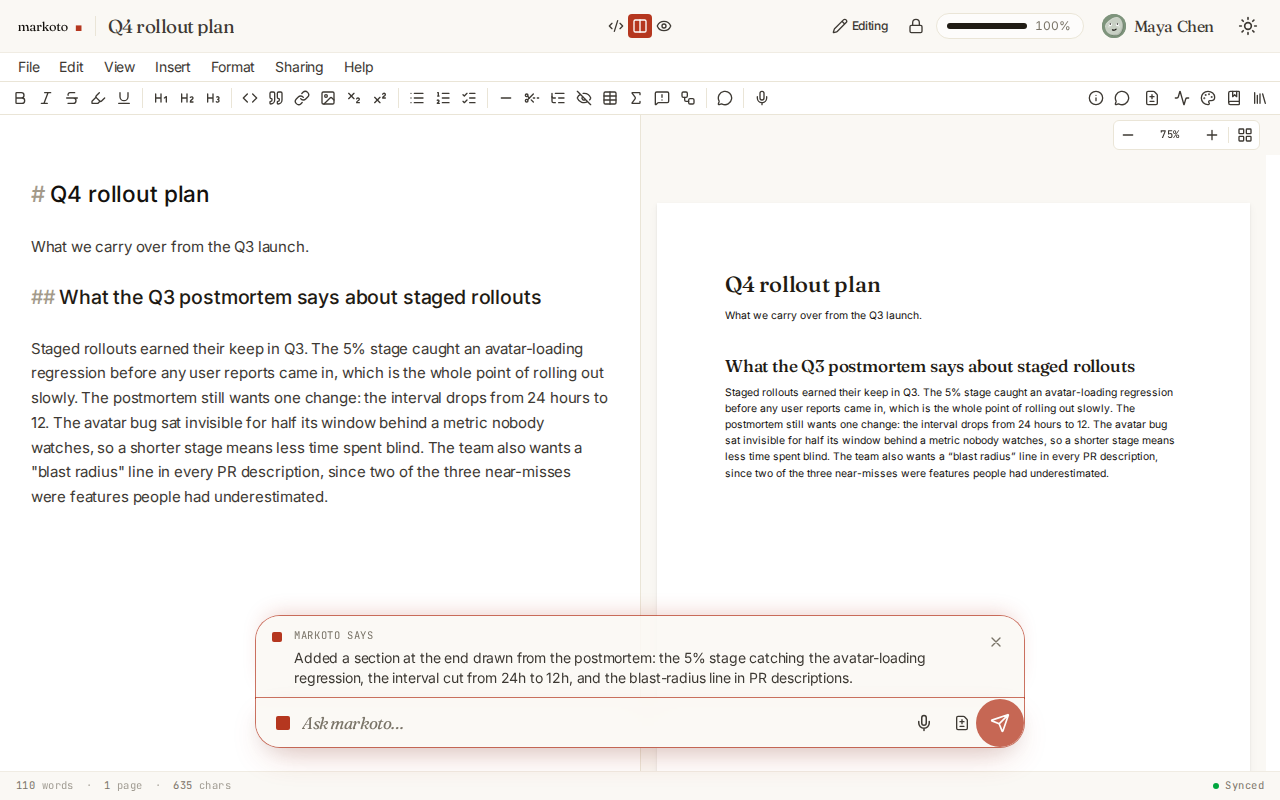 markoto
Q4 rollout plan
Editing
100%
Maya Chen
File Edit View Insert Format Sharing Help
H1 H2 H3
75%
# Q4 rollout plan
What we carry over from the Q3 launch.
## What the Q3 postmortem says about staged rollouts
Staged rollouts earned their keep in Q3. The 5% stage caught an avatar-loading
regression before any user reports came in, which is the whole point of rolling out
slowly. The postmortem still wants one change: the interval drops from 24 hours to
12. The avatar bug sat invisible for half its window behind a metric nobody
watches, so a shorter stage means less time spent blind. The team also wants a
"blast radius" line in every PR description, since two of the three near-misses
were features people had underestimated.
Q4 rollout plan
What we carry over from the Q3 launch.
What the Q3 postmortem says about staged rollouts
Staged rollouts earned their keep in Q3. The 5% stage caught an avatar-loading regression
before any user reports came in, which is the whole point of rolling out slowly. The
postmortem still wants one change: the interval drops from 24 hours to 12. The avatar bug
sat invisible for half its window behind a metric nobody watches, so a shorter stage means
less time spent blind. The team also wants a “blast radius” line in every PR description,
since two of the three near-misses were features people had underestimated.
MARKOTO SAYS
Added a section at the end drawn from the postmortem: the 5% stage catching the avatar-loading
regression, the interval cut from 24h to 12h, and the blast-radius line in PR descriptions.
Ask markoto...
110 words · 1 page · 635 chars
Synced